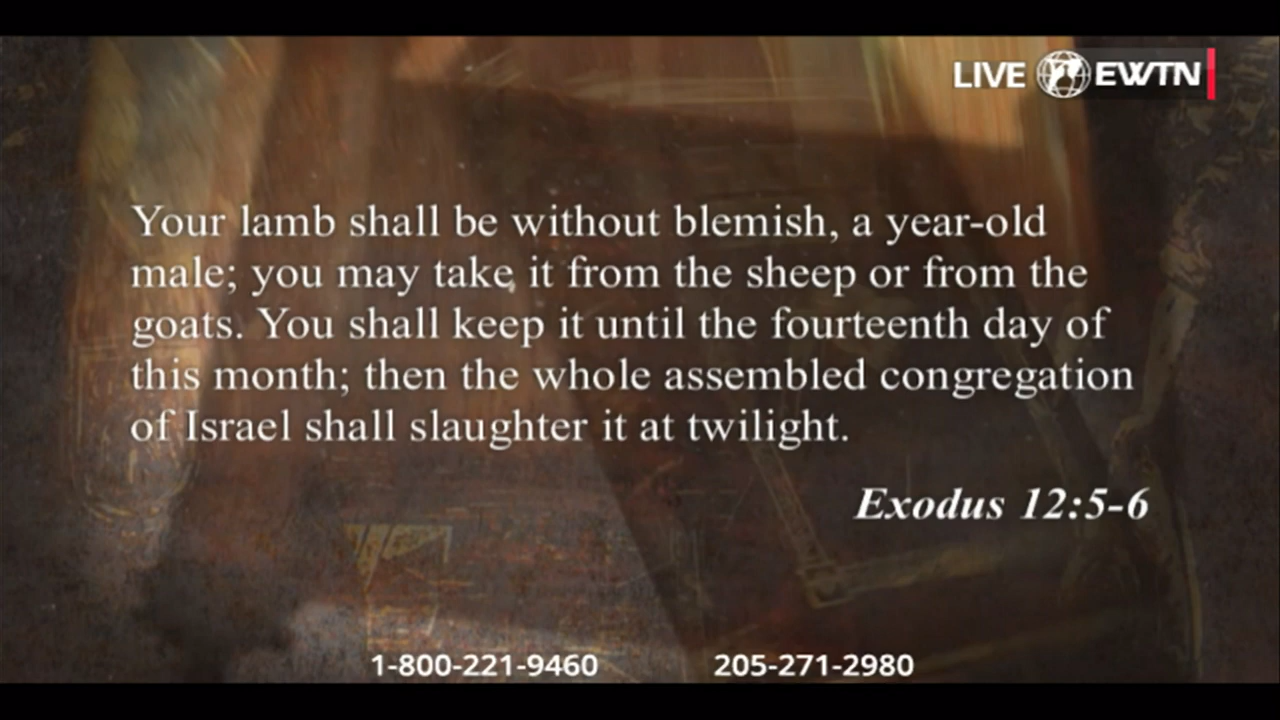 LIVE EWTN
Your lamb shall be without blemish, a year-old
male; you may take it from the sheep or from the
goats. You shall keep it until the fourteenth day of
this month; then the whole assembled congregation
of Israel shall slaughter it at twilight.
Exodus 12:5-6
1-800-221-9460 205-271-2980